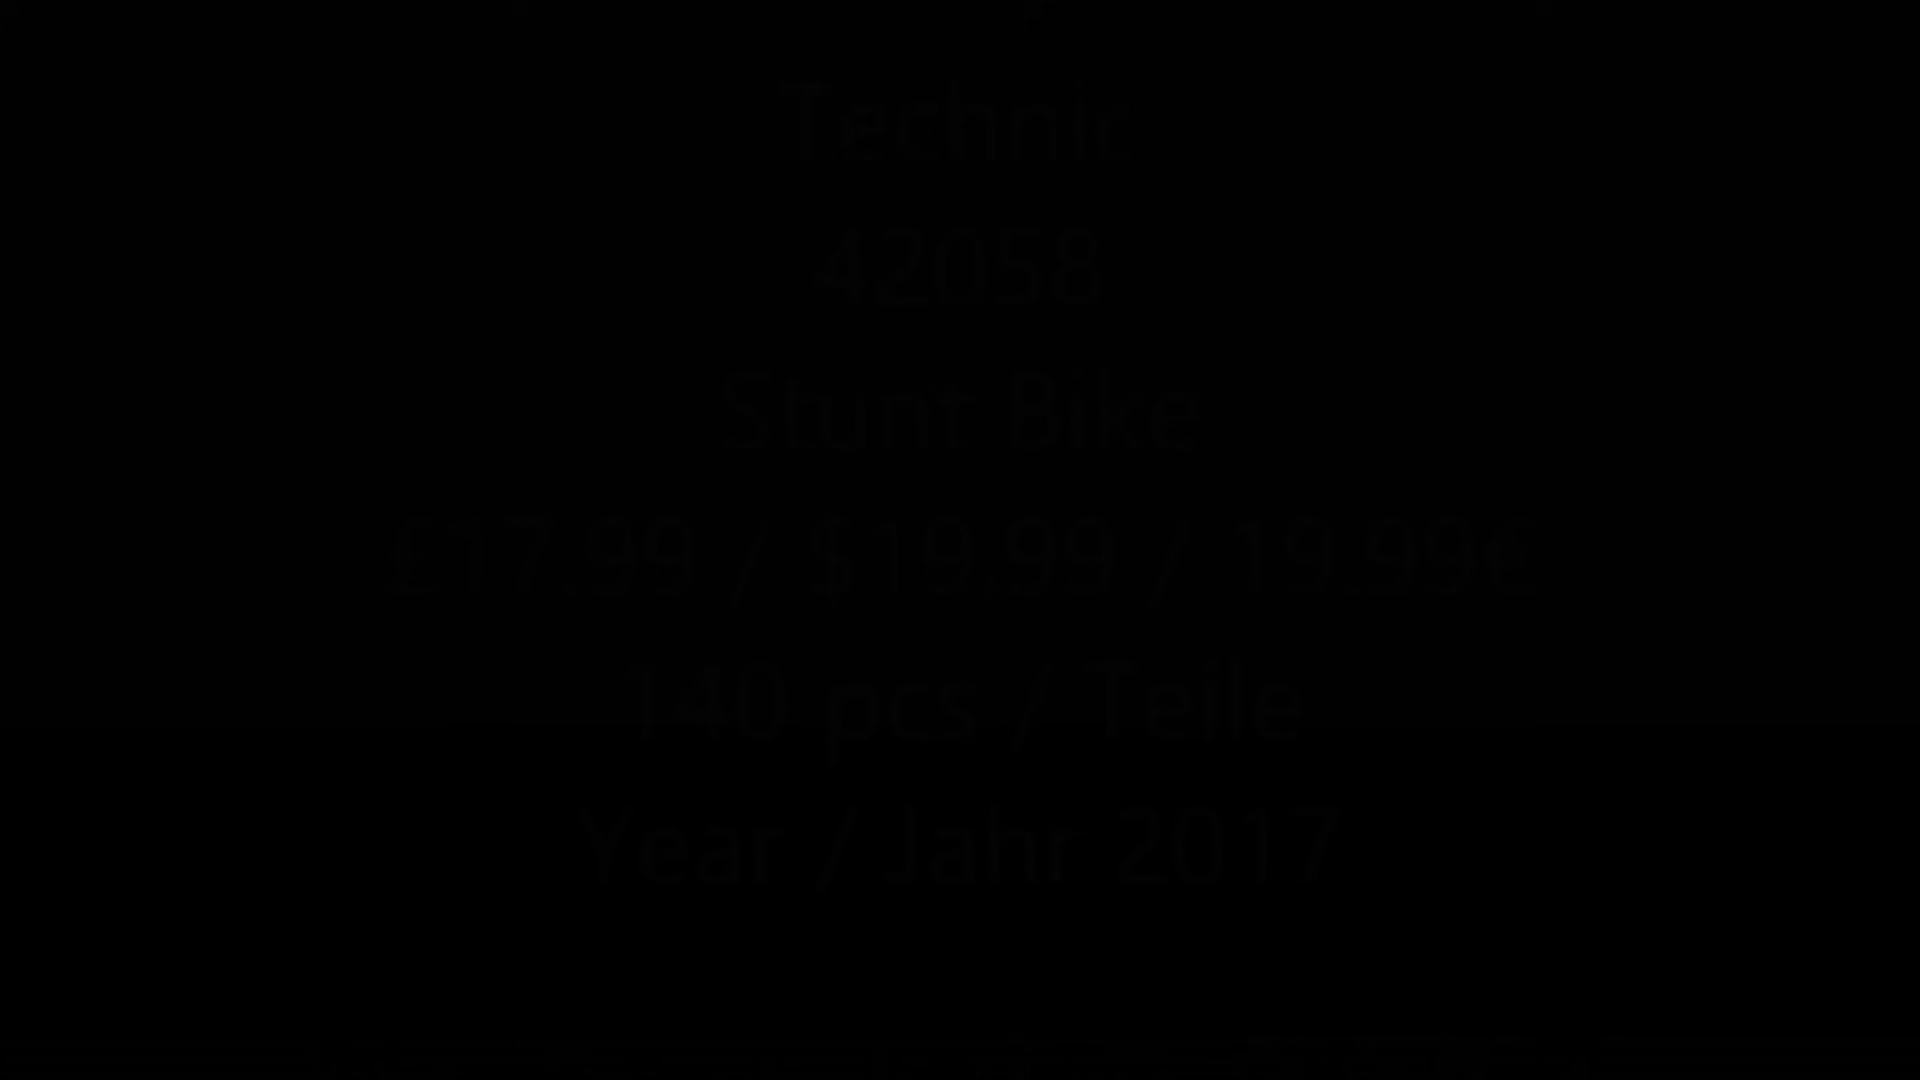 Technic
42058
Stunt Bike
£17.99 / $19.99 / 19.99€
140 pcs / Teile
Year / Jahr 2017